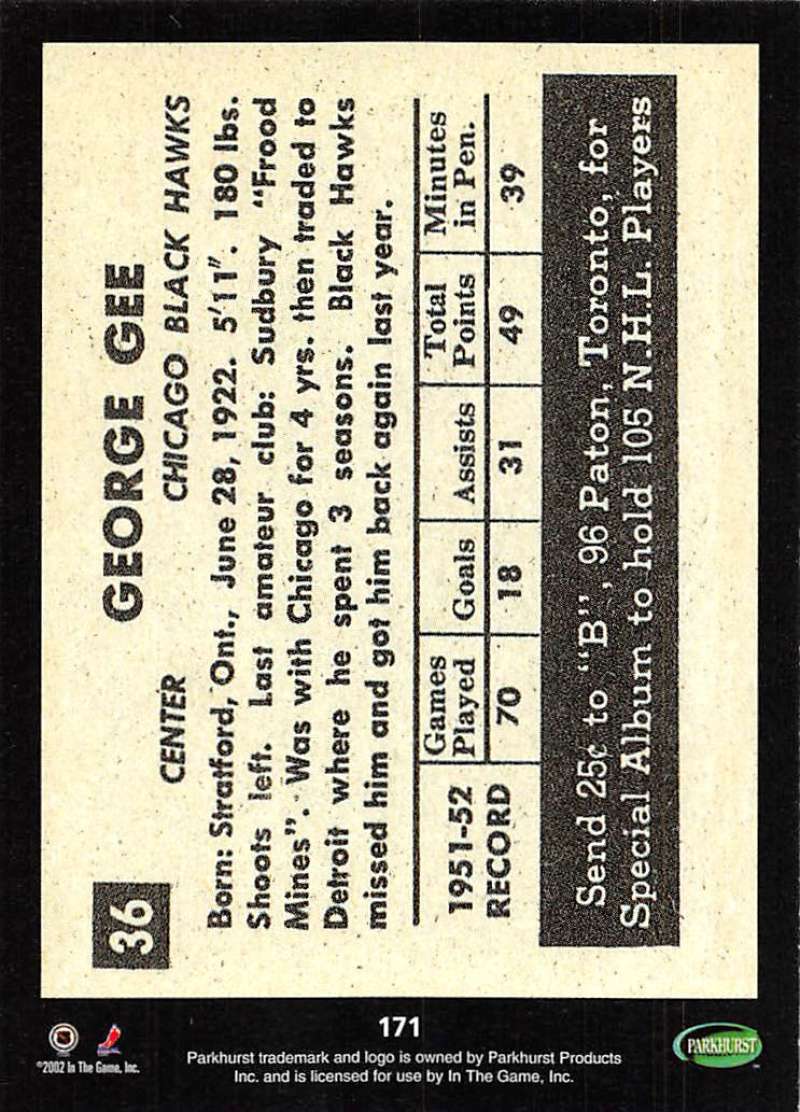 36
GEORGE GEE
CENTER
CHICAGO BLACK HAWKS
Born: Stratford, Ont., June 28, 1922. 5'11". 180 lbs.
Shoots left. Last amateur club: Sudbury "Frood
Mines". Was with Chicago for 4 yrs. then traded to
Detroit where he spent 3 seasons. Black Hawks
missed him and got him back again last year.
1951-52 RECORD
Games Played
Goals
Assists
Total Points
Minutes in Pen.
70 18 31 49 39
Send 25¢ to "B", 96 Paton, Toronto, for
Special Album to hold 105 N.H.L. Players
171
©2002 In The Game, Inc.
Parkhurst trademark and logo is owned by Parkhurst Products
Inc. and is licensed for use by In The Game, Inc.
PARKHURST